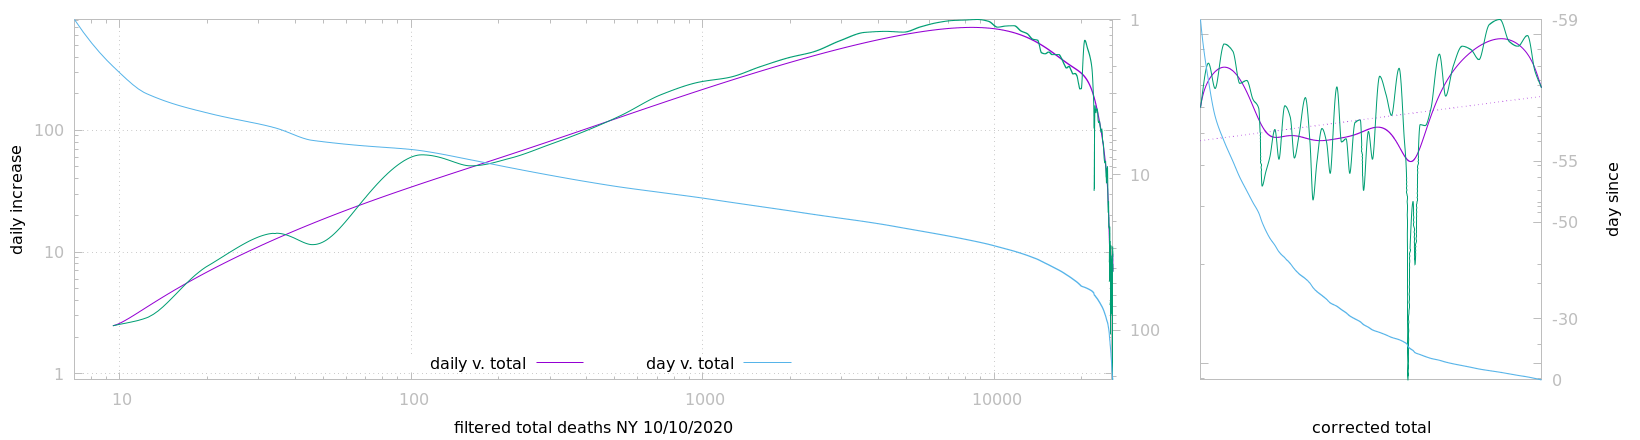 daily increase
100
10
1
10
100
1000
10000
1
10
100
daily v. total
day v. total
filtered total deaths NY 10/10/2020
-59
-55
-50
-30
0
day since
corrected total